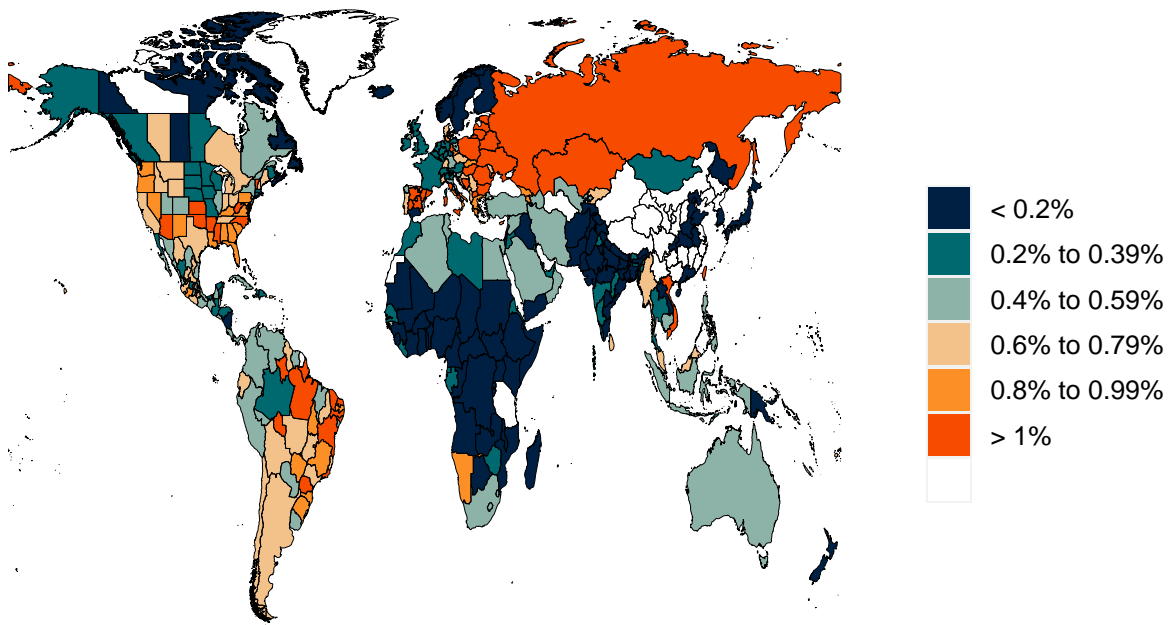 < 0.2%
0.2% to 0.39%
0.4% to 0.59%
0.6% to 0.79%
0.8% to 0.99%
> 1%